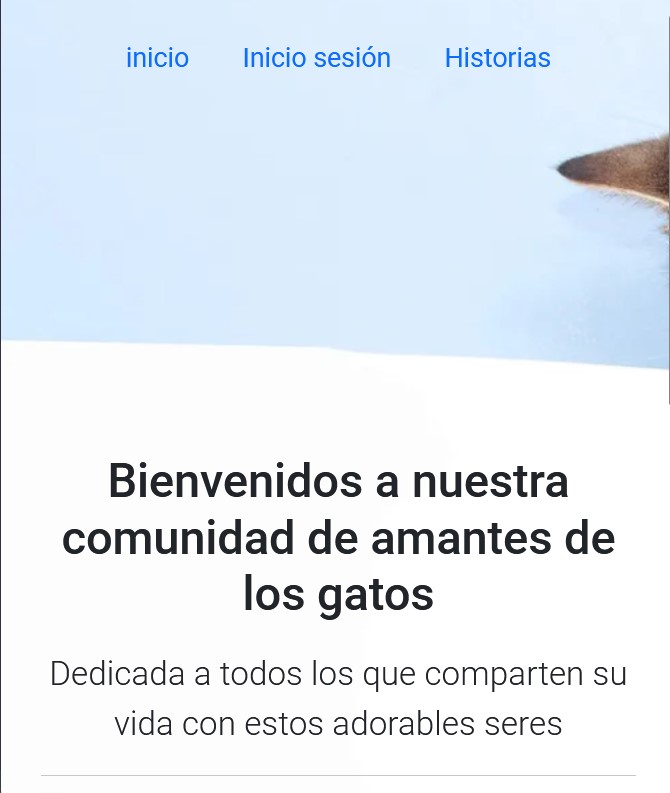 inicio Inicio sesión Historias
Bienvenidos a nuestra
comunidad de amantes de
los gatos
Dedicada a todos los que comparten su
vida con estos adorables seres